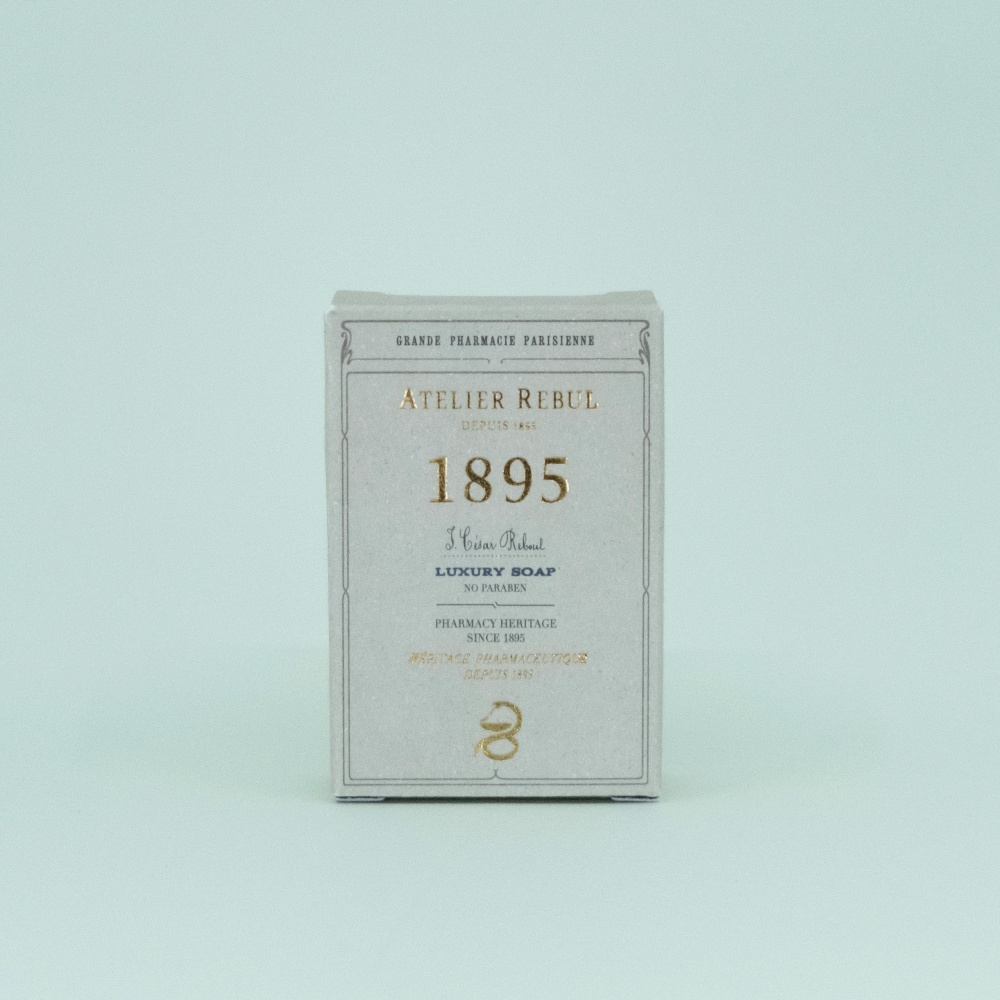 GRANDE PHARMACIE PARISIENNE
ATELIER REBUL
DEPUIS 1895
1895
J. César Reboul
LUXURY SOAP
NO PARABEN
PHARMACY HERITAGE
SINCE 1895
HÉRITAGE PHARMACEUTIQUE
DEPUIS 1895